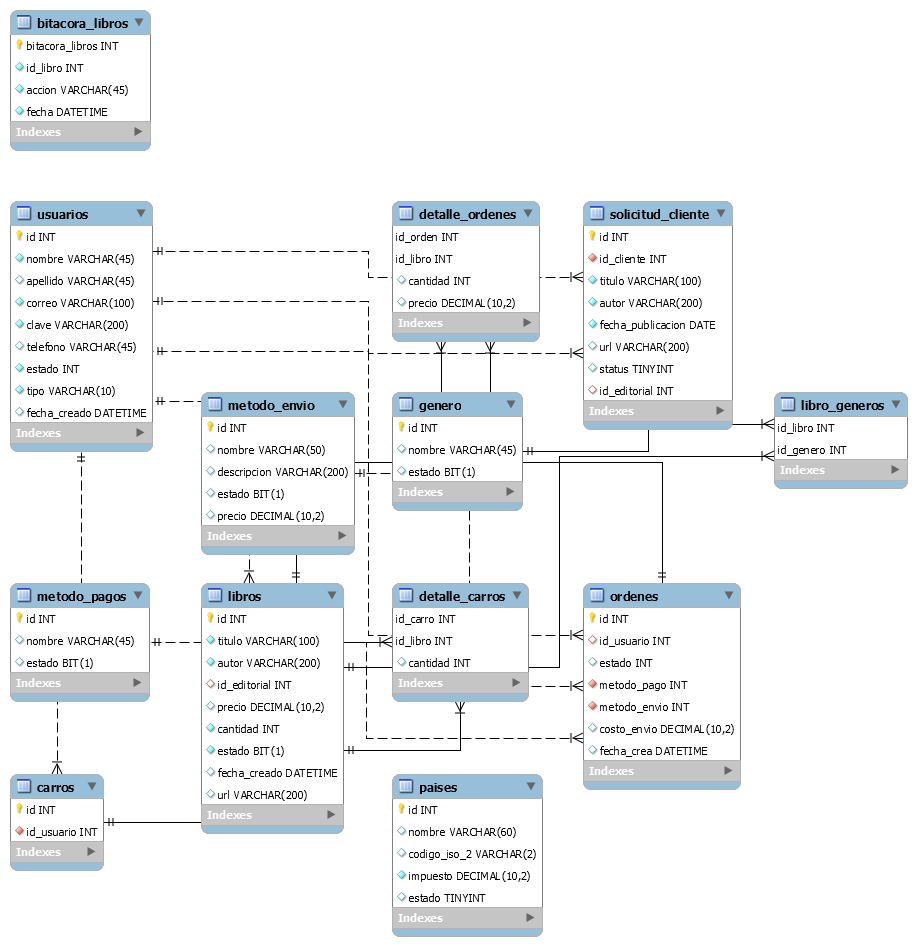 bitacora_libros
bitacora_libros INT
id_libro INT
accion VARCHAR(45)
fecha DATETIME
Indexes
usuarios
id INT
nombre VARCHAR(45)
apellido VARCHAR(45)
correo VARCHAR(100)
clave VARCHAR(200)
telefono VARCHAR(45)
estado INT
tipo VARCHAR(10)
fecha_creado DATETIME
Indexes
detalle_ordenes
id_orden INT
id_libro INT
cantidad INT
precio DECIMAL(10,2)
Indexes
solicitud_cliente
id INT
id_cliente INT
titulo VARCHAR(100)
autor VARCHAR(200)
fecha_publicacion DATE
url VARCHAR(200)
status TINYINT
id_editorial INT
Indexes
metodo_envio
id INT
nombre VARCHAR(50)
descripcion VARCHAR(200)
estado BIT(1)
precio DECIMAL(10,2)
Indexes
genero
id INT
nombre VARCHAR(45)
estado BIT(1)
Indexes
libro_generos
id_libro INT
id_genero INT
Indexes
metodo_pagos
id INT
nombre VARCHAR(45)
estado BIT(1)
Indexes
libros
id INT
titulo VARCHAR(100)
autor VARCHAR(200)
id_editorial INT
precio DECIMAL(10,2)
cantidad INT
estado BIT(1)
fecha_creado DATETIME
url VARCHAR(200)
Indexes
detalle_carros
id_carro INT
id_libro INT
cantidad INT
Indexes
ordenes
id INT
id_usuario INT
estado INT
metodo_pago INT
metodo_envio INT
costo_envio DECIMAL(10,2)
fecha_crea DATETIME
Indexes
carros
id INT
id_usuario INT
Indexes
paises
id INT
nombre VARCHAR(60)
codigo_iso_2 VARCHAR(2)
impuesto DECIMAL(10,2)
estado TINYINT
Indexes